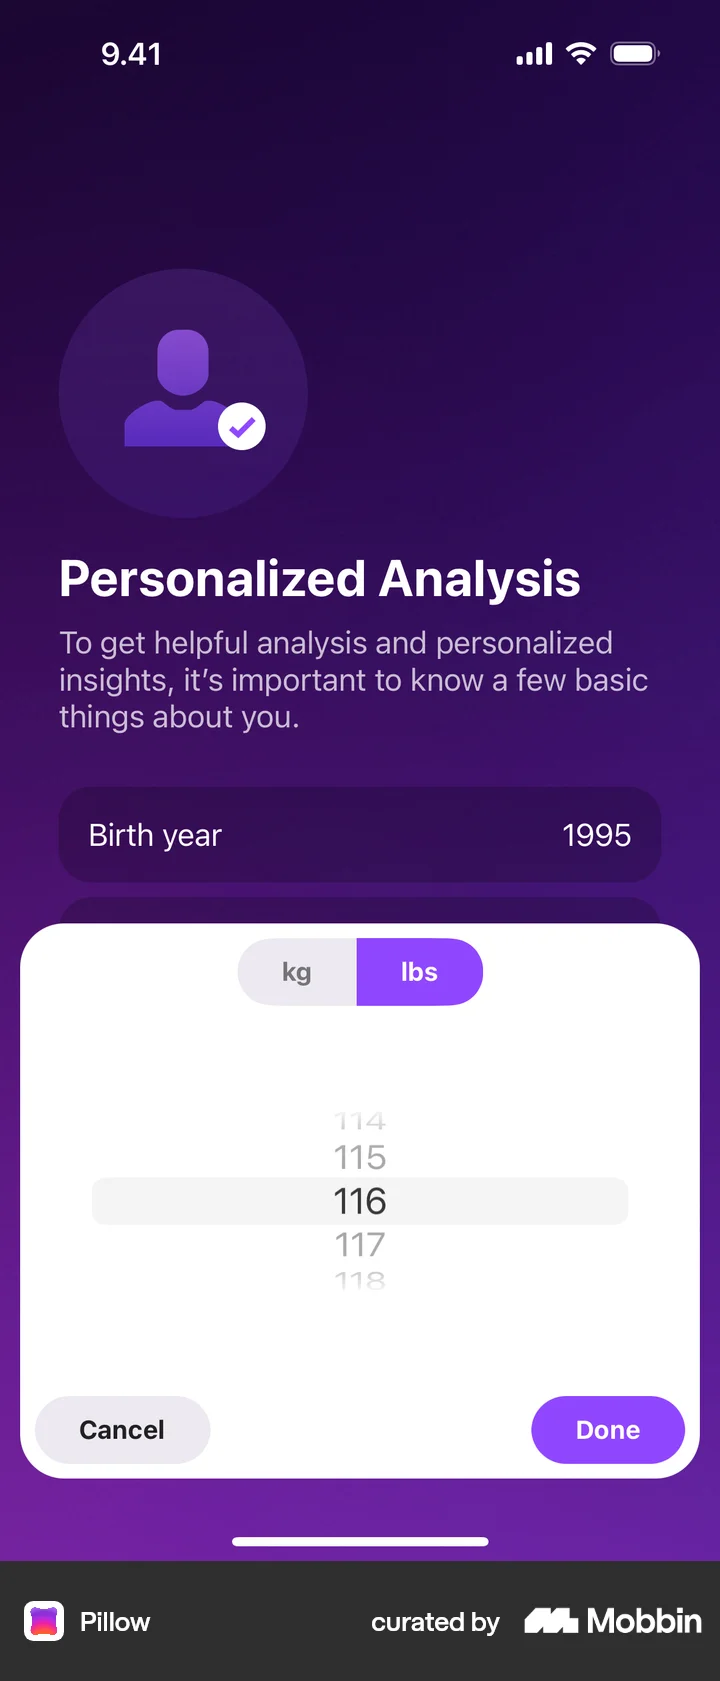 9.41
Personalized Analysis
To get helpful analysis and personalized
insights, it’s important to know a few basic
things about you.
Birth year 1995
kg lbs
114
115
116
117
118
Cancel Done
Pillow curated by Mobbin